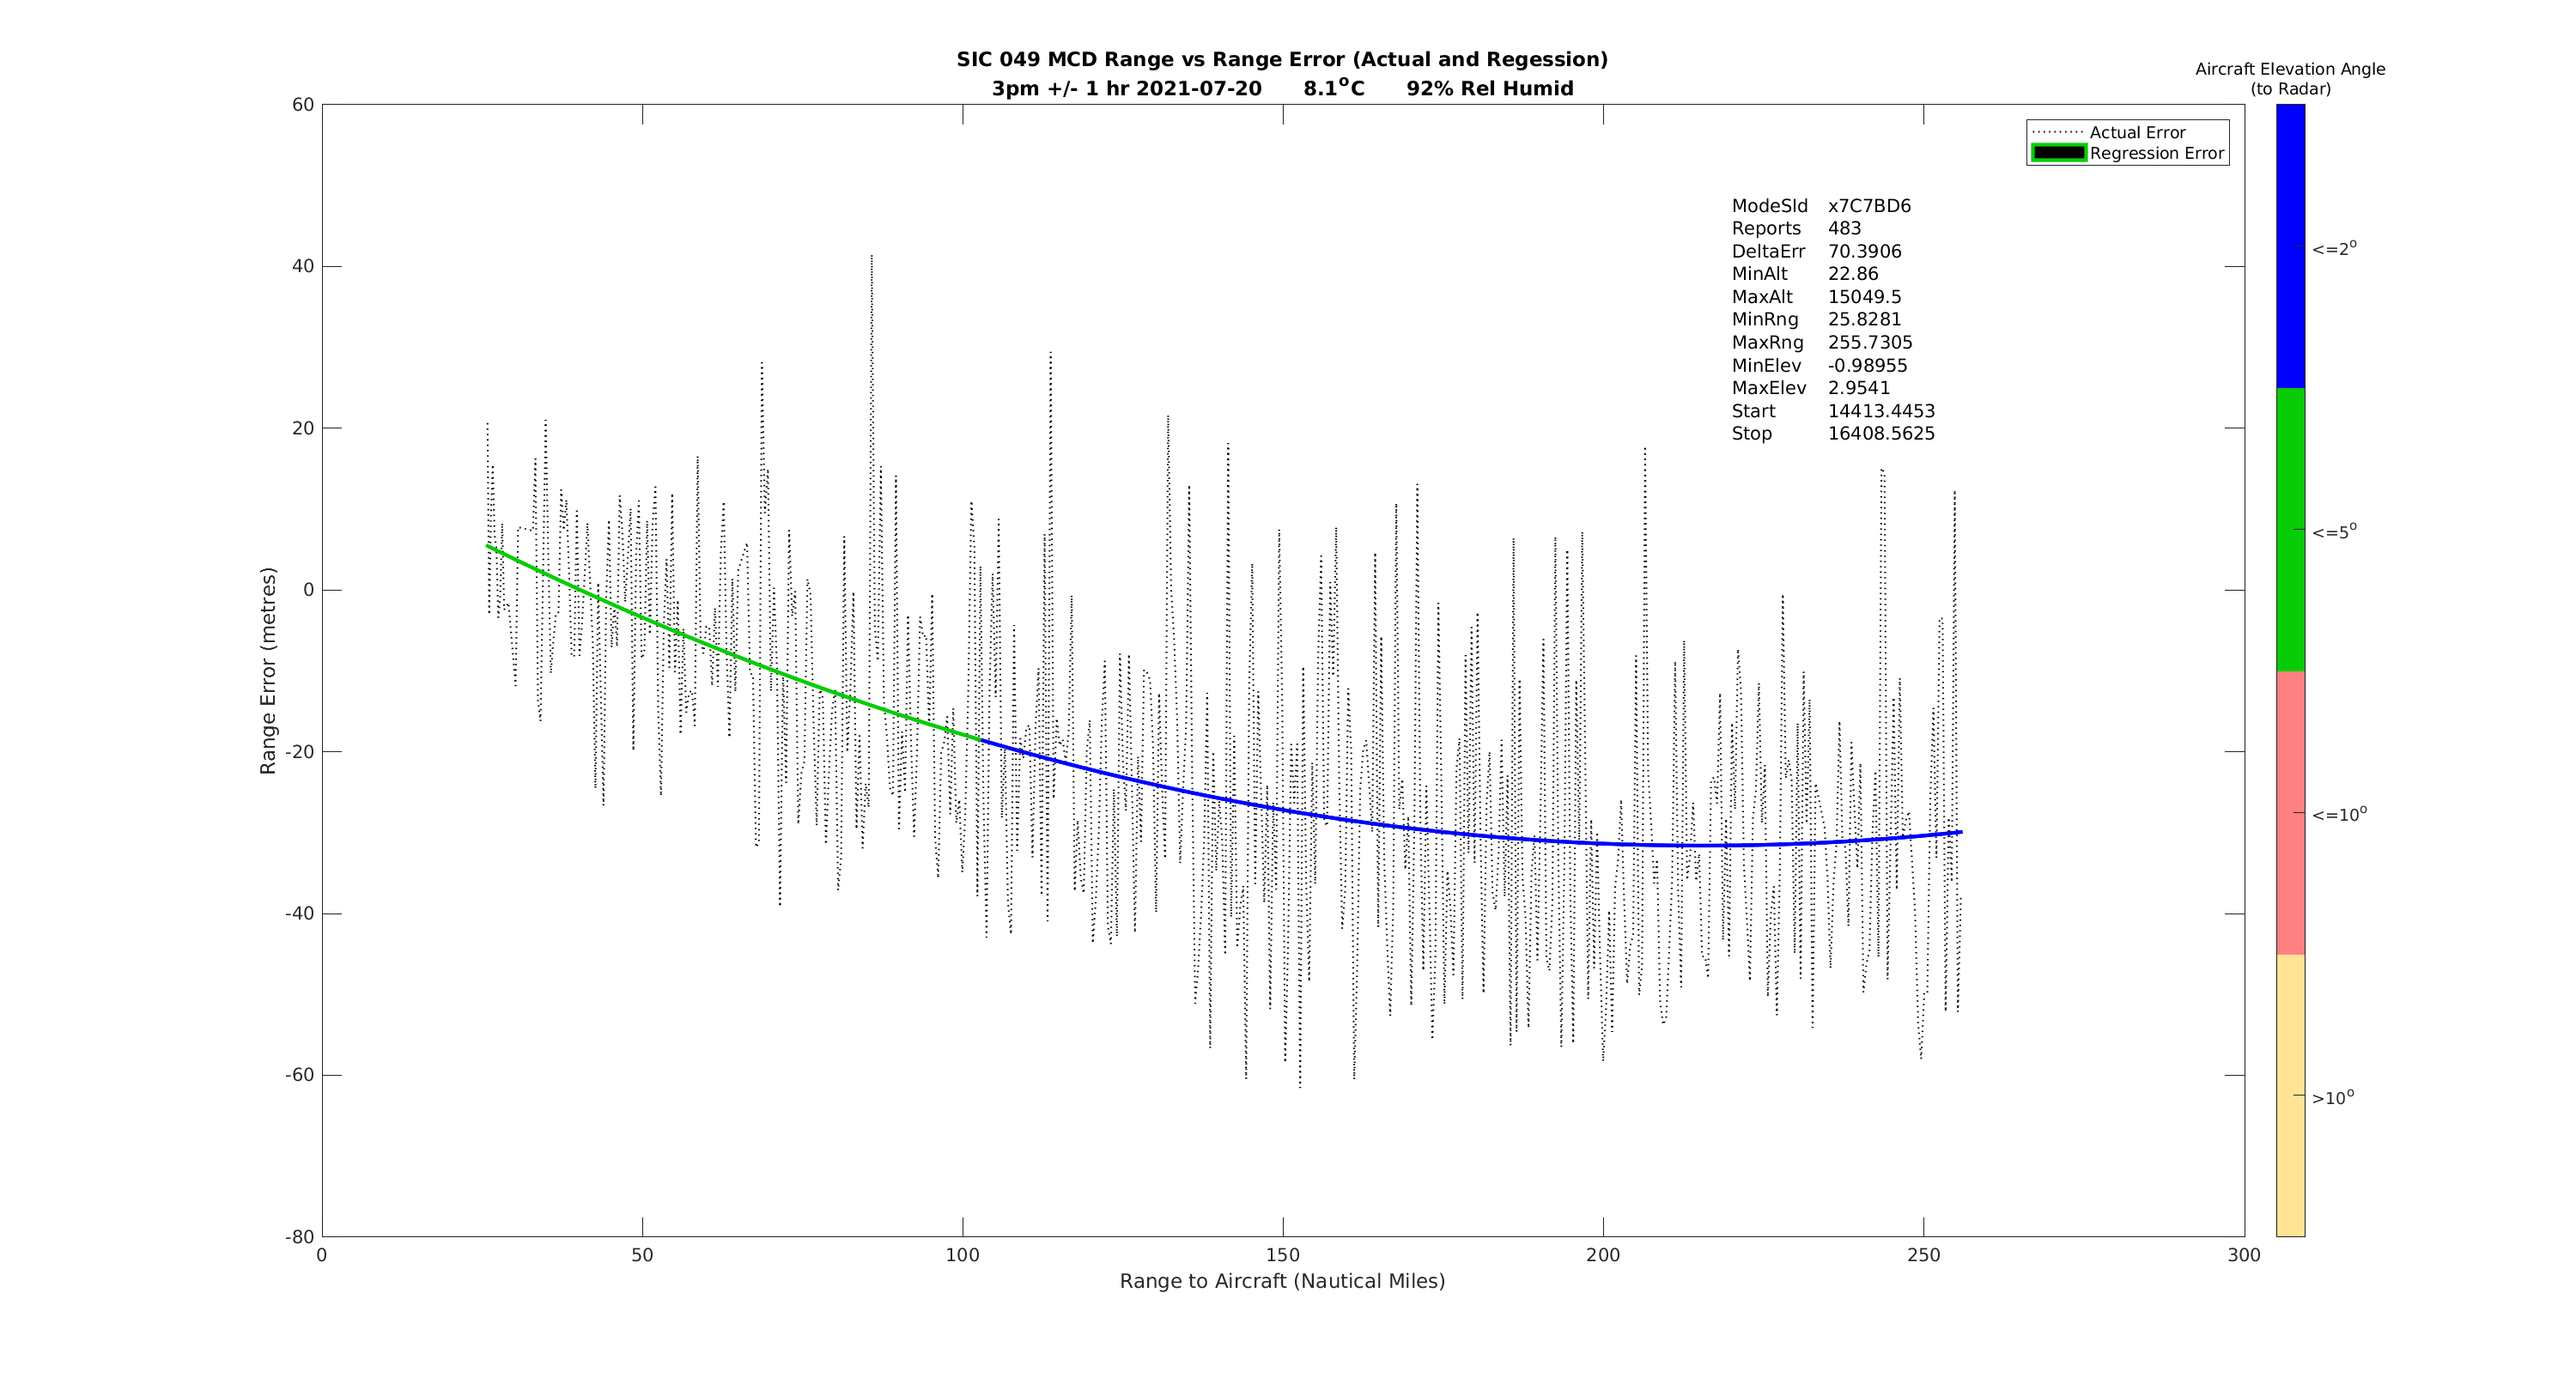 SIC 049 MCD Range vs Range Error (Actual and Regession)
3pm +/- 1 hr 2021-07-20 8.1°C 92% Rel Humid
Aircraft Elevation Angle
(to Radar)
Actual Error
Regression Error
ModeSId x7C7BD6
Reports 483
DeltaErr 70.3906
MinAlt 22.86
MaxAlt 15049.5
MinRng 25.8281
MaxRng 255.7305
MinElev -0.98955
MaxElev 2.9541
Start 14413.4453
Stop 16408.5625
60
40
20
0
-20
-40
-60
-80
Range Error (metres)
0 50 100 150 200 250 300
Range to Aircraft (Nautical Miles)
<=2°
<=5°
<=10°
>10°